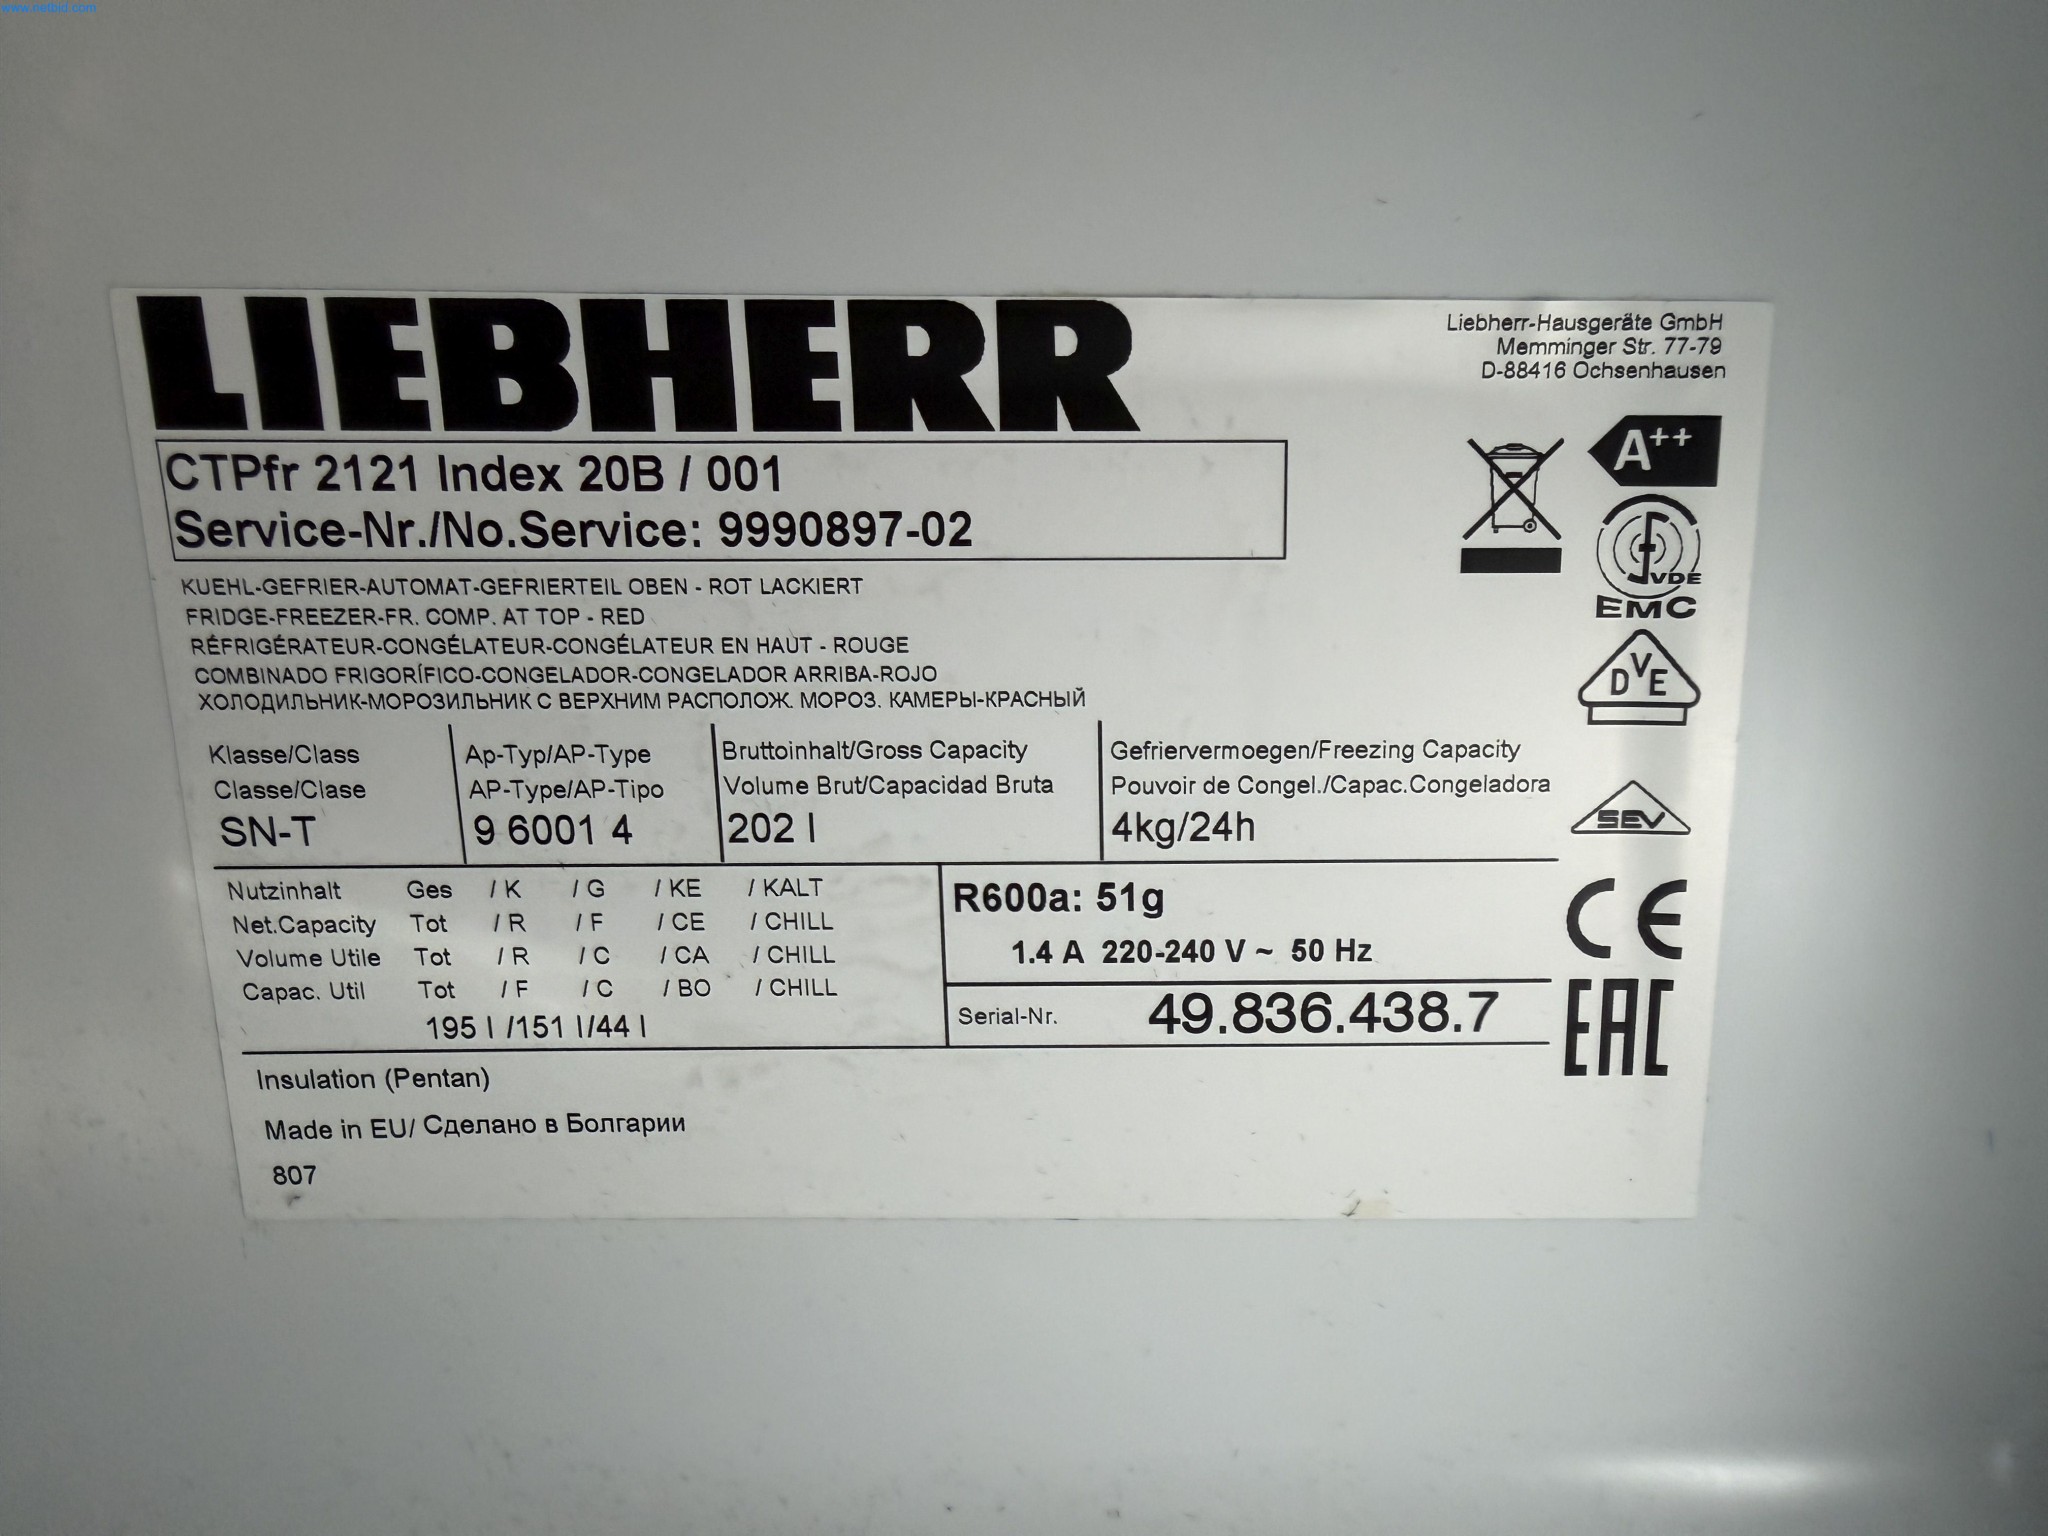 www.netbid.com
LIEBHERR
Liebherr-Hausgeräte GmbH
Memminger Str. 77-79
D-88416 Ochsenhausen
CTPfr 2121 Index 20B / 001
Service-Nr./No.Service: 9990897-02
A++
VDE
EMC
DVE
SEV
CE
EAC
KUEHL-GEFRIER-AUTOMAT-GEFRIERTEIL OBEN - ROT LACKIERT
FRIDGE-FREEZER-FR. COMP. AT TOP - RED
RÉFRIGÉRATEUR-CONGÉLATEUR-CONGÉLATEUR EN HAUT - ROUGE
COMBINADO FRIGORÍFICO-CONGELADOR-CONGELADOR ARRIBA-ROJO
ХОЛОДИЛЬНИК-МОРОЗИЛЬНИК С ВЕРХНИМ РАСПОЛОЖ. МОРОЗ. КАМЕРЫ-КРАСНЫЙ
Klasse/Class
Classe/Clase
SN-T
Ap-Typ/AP-Type
AP-Type/AP-Tipo
9 6001 4
Bruttoinhalt/Gross Capacity
Volume Brut/Capacidad Bruta
202 l
Gefriervermoegen/Freezing Capacity
Pouvoir de Congel./Capac.Congeladora
4kg/24h
Nutzinhalt Ges / K / G / KE / KALT
Net.Capacity Tot / R / F / CE / CHILL
Volume Utile Tot / R / C / CA / CHILL
Capac. Util Tot / F / C / BO / CHILL
195 l /151 l/44 l
R600a: 51g
1.4 A 220-240 V ~ 50 Hz
Serial-Nr. 49.836.438.7
Insulation (Pentan)
Made in EU/ Сделано в Болгарии
807